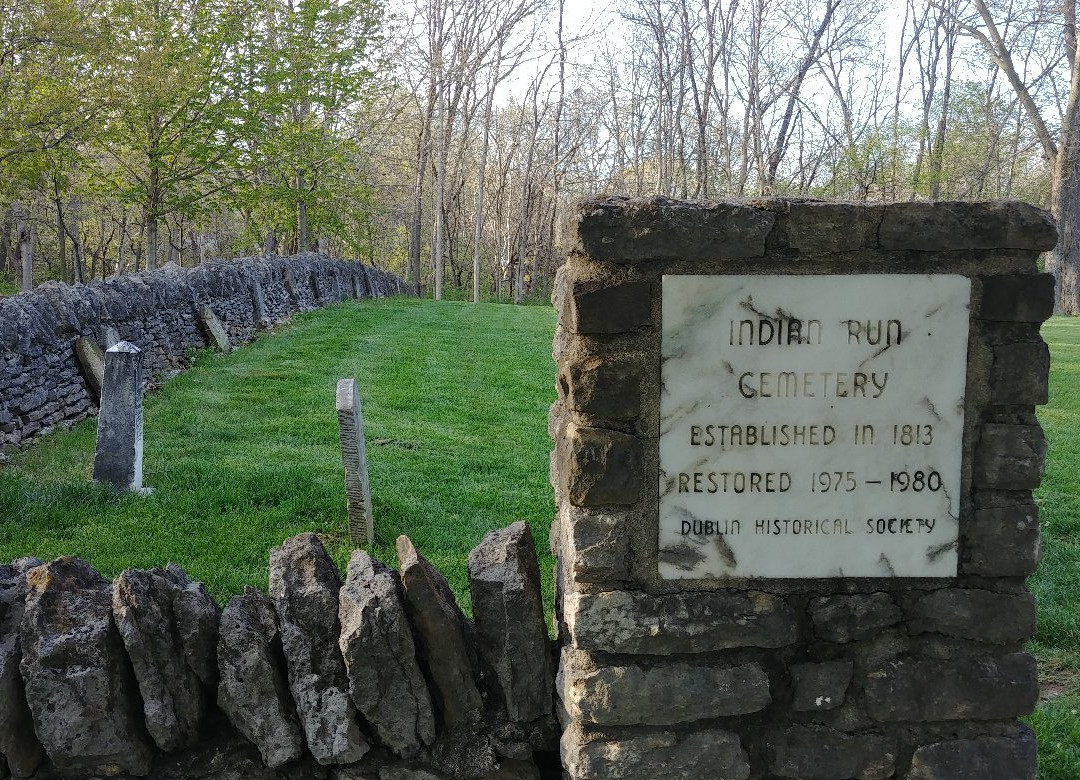 INDIAN RUN
CEMETERY
ESTABLISHED IN 1813
RESTORED 1975 – 1980
DUBLIN HISTORICAL SOCIETY